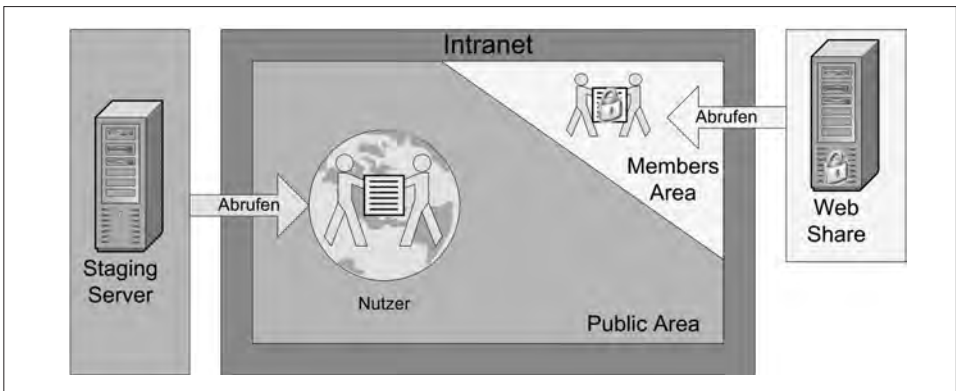 Intranet
Abrufen
Members
Area
Web
Share
Abrufen
Staging
Server
Nutzer
Public Area